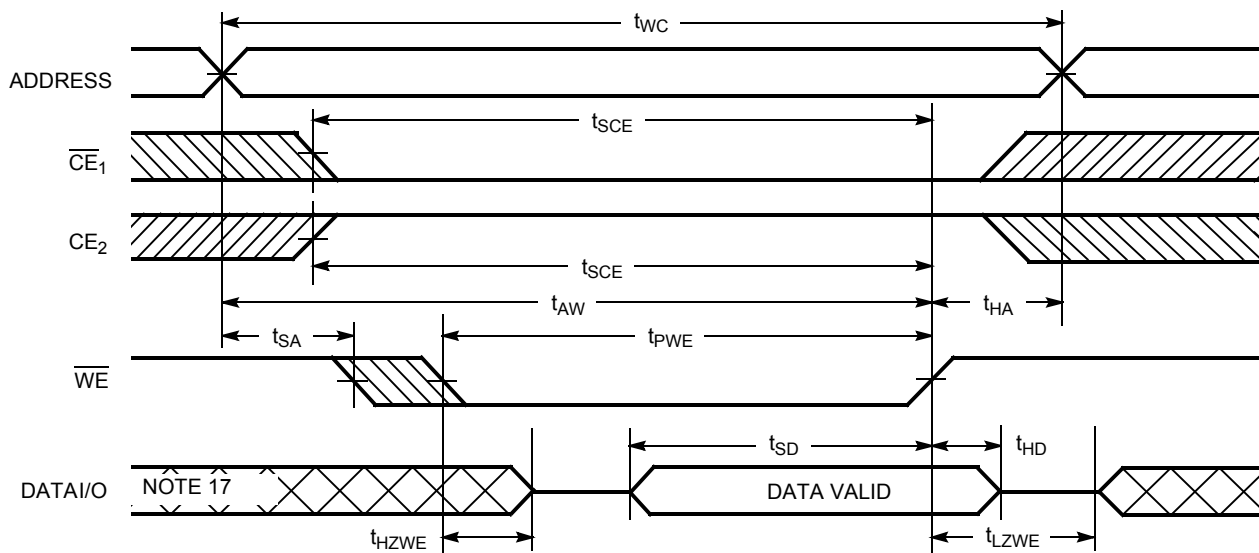 tWC
ADDRESS
tSCE
CE1
CE2
tSCE
tAW
tHA
tSA
tPWE
WE
tSD
tHD
DATAI/O
NOTE 17
DATA VALID
tHZWE
tLZWE